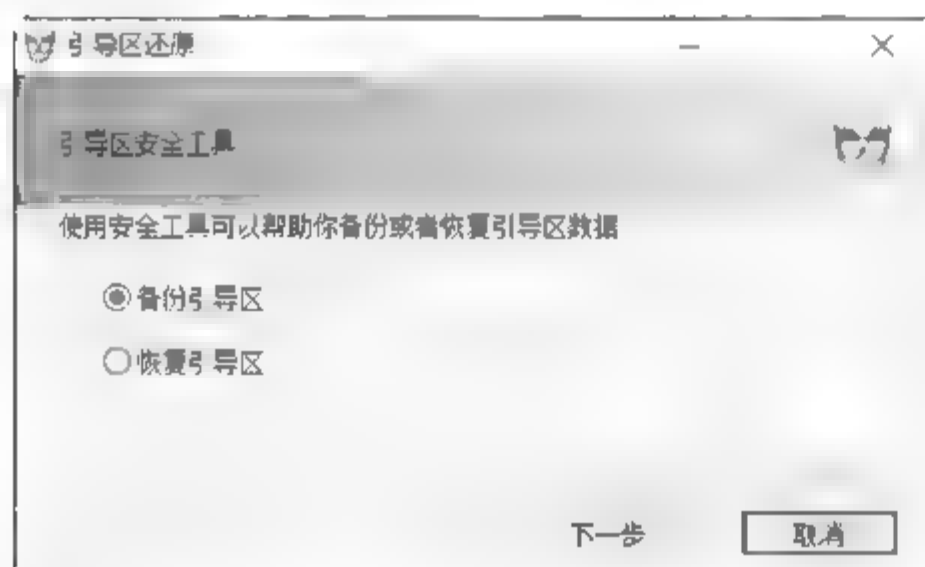 引导区还原
引导区安全工具
使用安全工具可以帮助你备份或者恢复引导区数据
备份引导区
恢复引导区
下一步
取消